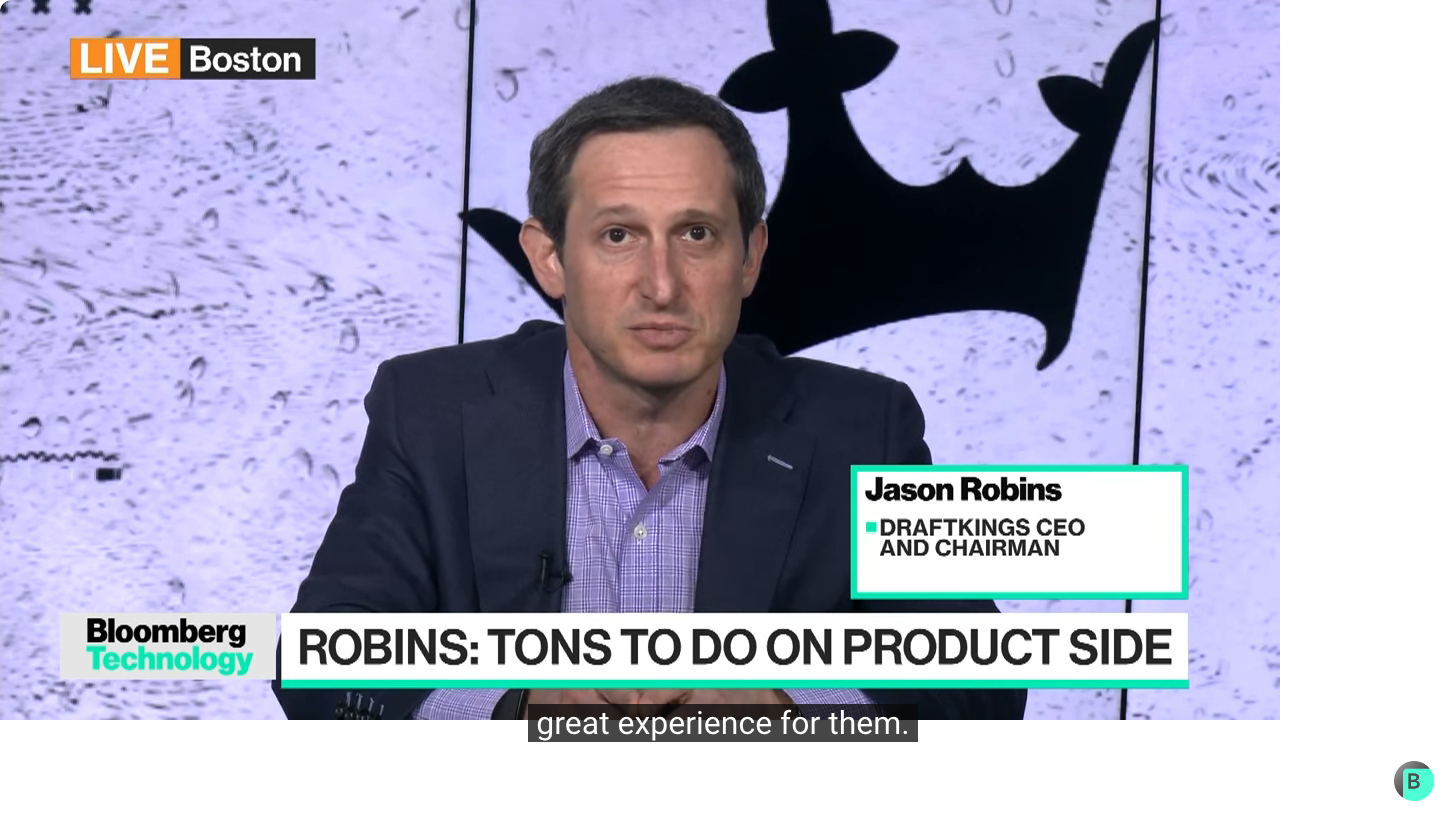 LIVE Boston
Jason Robins
DRAFTKINGS CEO
AND CHAIRMAN
Bloomberg
Technology
ROBINS: TONS TO DO ON PRODUCT SIDE
great experience for them.
B